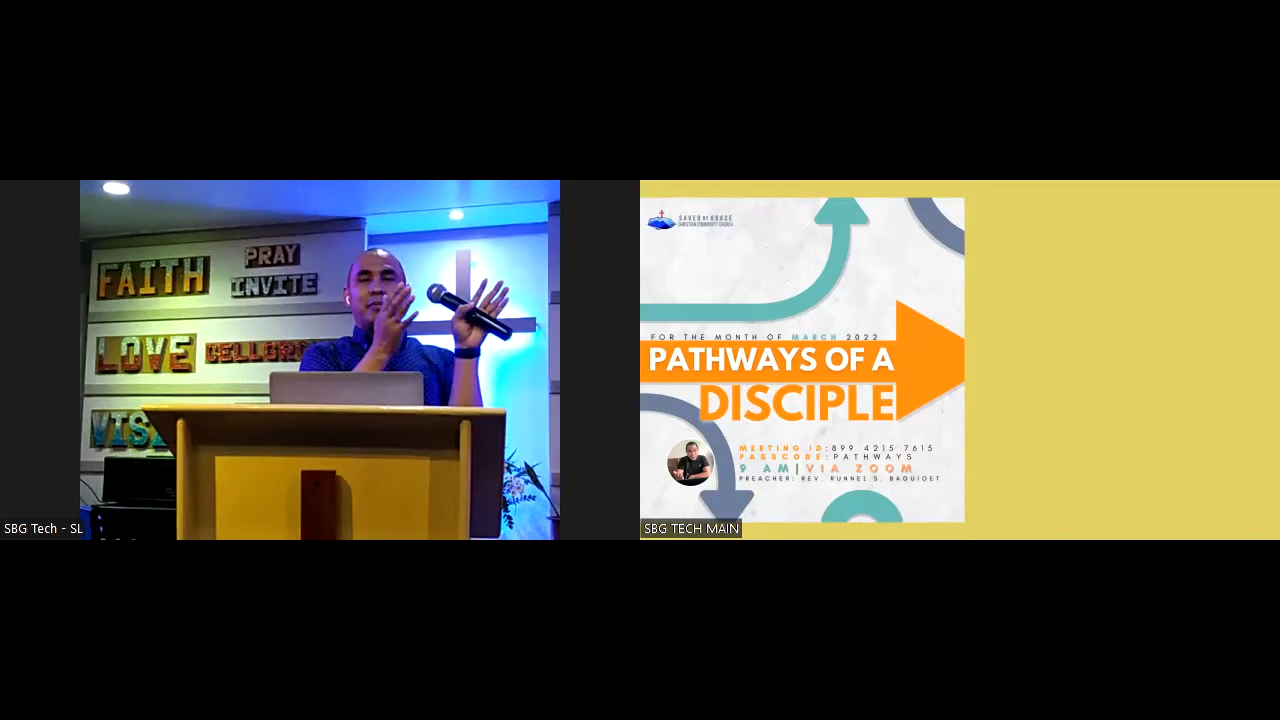 FAITH
PRAY
INVITE
LOVE
SBG Tech - SL
SAVED BY GRACE
CHRISTIAN COMMUNITY CHURCH
FOR THE MONTH OF MARCH 2022
PATHWAYS OF A
DISCIPLE
MEETING ID:899 4215 7615
PASSCODE:PATHWAYS
9 AM|VIA ZOOM
PREACHER: REV. RUNNEL S. BAGUIOET
SBG TECH MAIN